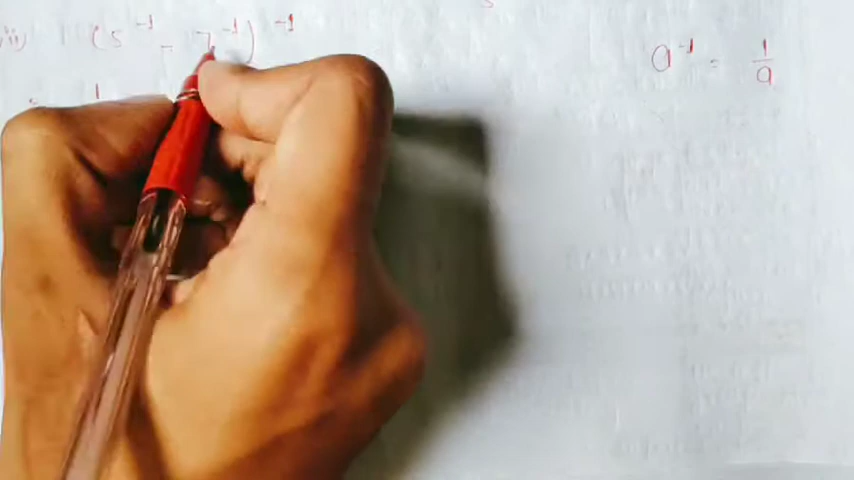 (5⁻¹ - 7⁻¹)⁻¹
a⁻¹ = 1/a